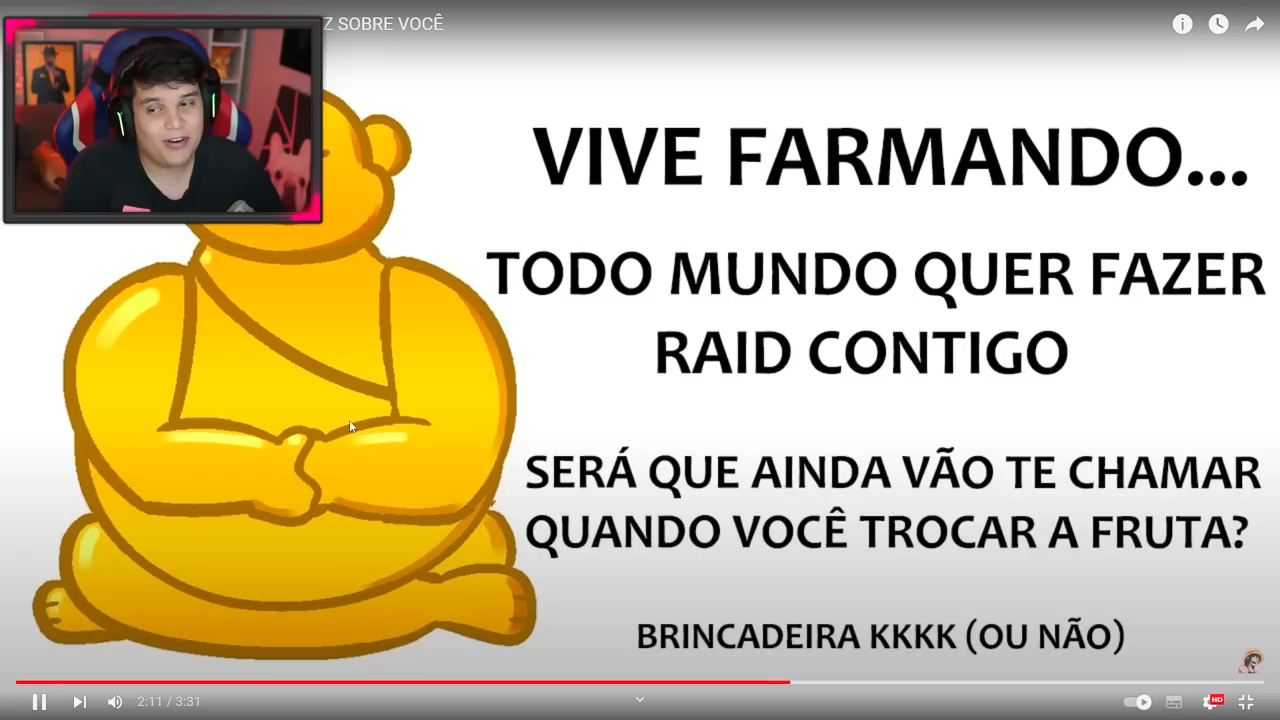 Z SOBRE VOCÊ
VIVE FARMANDO...
TODO MUNDO QUER FAZER
RAID CONTIGO
SERÁ QUE AINDA VÃO TE CHAMAR
QUANDO VOCÊ TROCAR A FRUTA?
BRINCADEIRA KKKK (OU NÃO)
2:11 / 3:31
HD